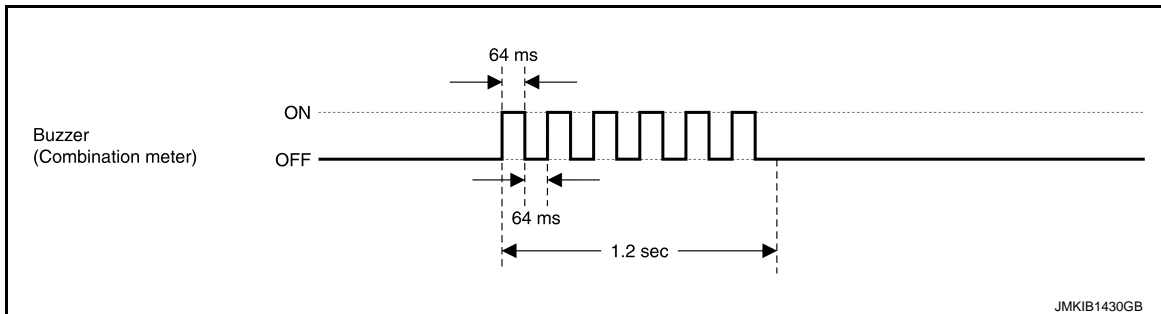 64 ms
ON
Buzzer
(Combination meter)
OFF
64 ms
1.2 sec
JMKIB1430GB